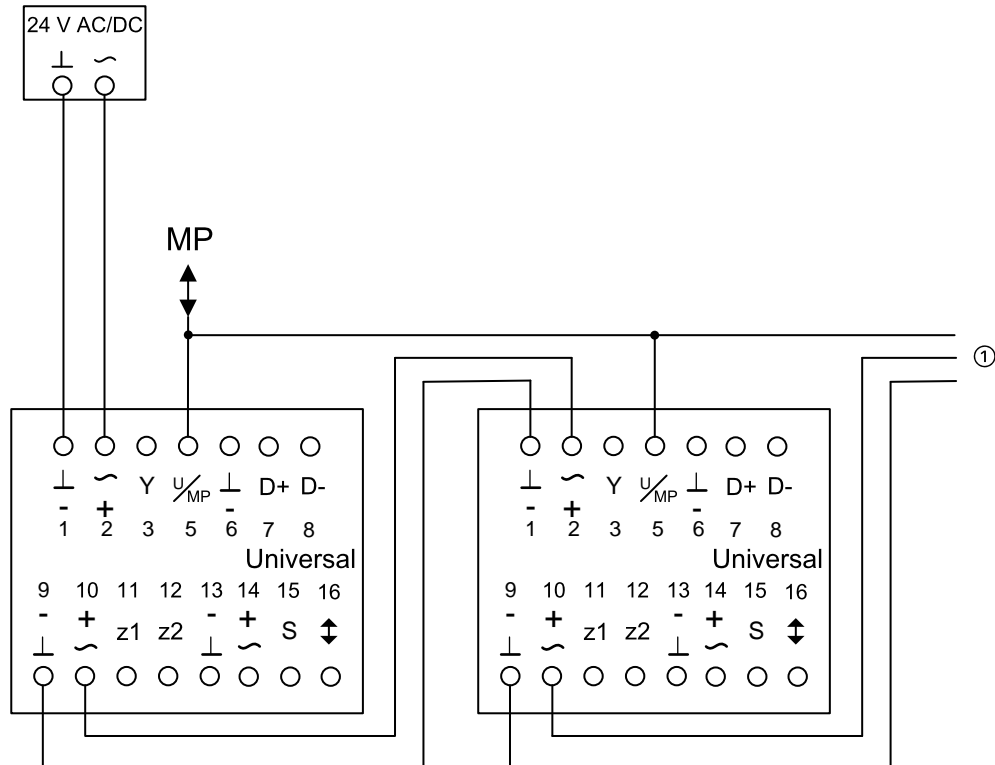 24 V AC/DC
⊥ ~
MP
①
⊥ ~ Y U/MP ⊥ D+ D-
- + -
1 2 3 5 6 7 8
Universal
9 10 11 12 13 14 15 16
- + z1 z2 - + S ↕
⊥ ~ ⊥ ~
⊥ ~ Y U/MP ⊥ D+ D-
- + -
1 2 3 5 6 7 8
Universal
9 10 11 12 13 14 15 16
- + z1 z2 - + S ↕
⊥ ~ ⊥ ~